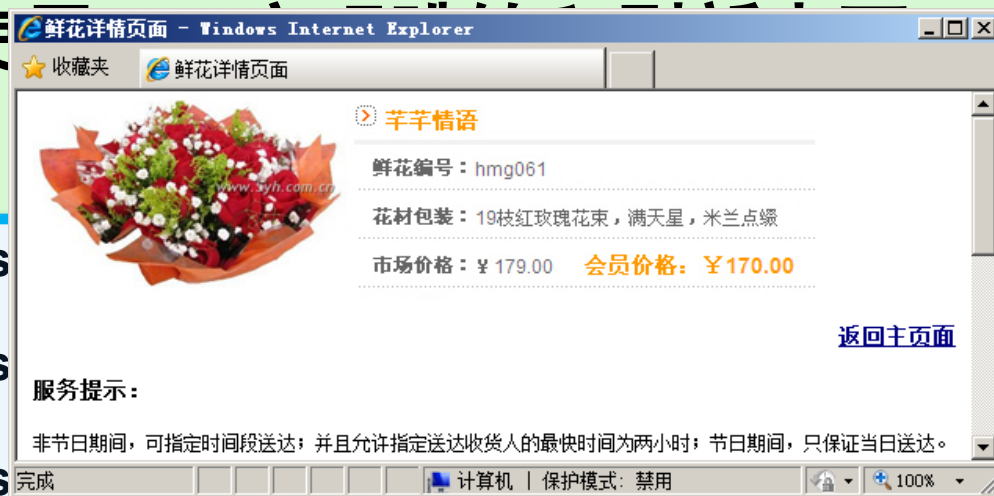 鲜花详情页面 - Windows Internet Explorer
收藏夹 鲜花详情页面
芊芊情语
www.syh.com.cn
鲜花编号：hmg061
花材包装：19枝红玫瑰花束，满天星，米兰点缀
市场价格：¥ 179.00 会员价格：￥170.00
返回主页面
服务提示：
非节日期间，可指定时间段送达；并且允许指定送达收货人的最快时间为两小时；节日期间，只保证当日送达。
完成 计算机 | 保护模式: 禁用 100%